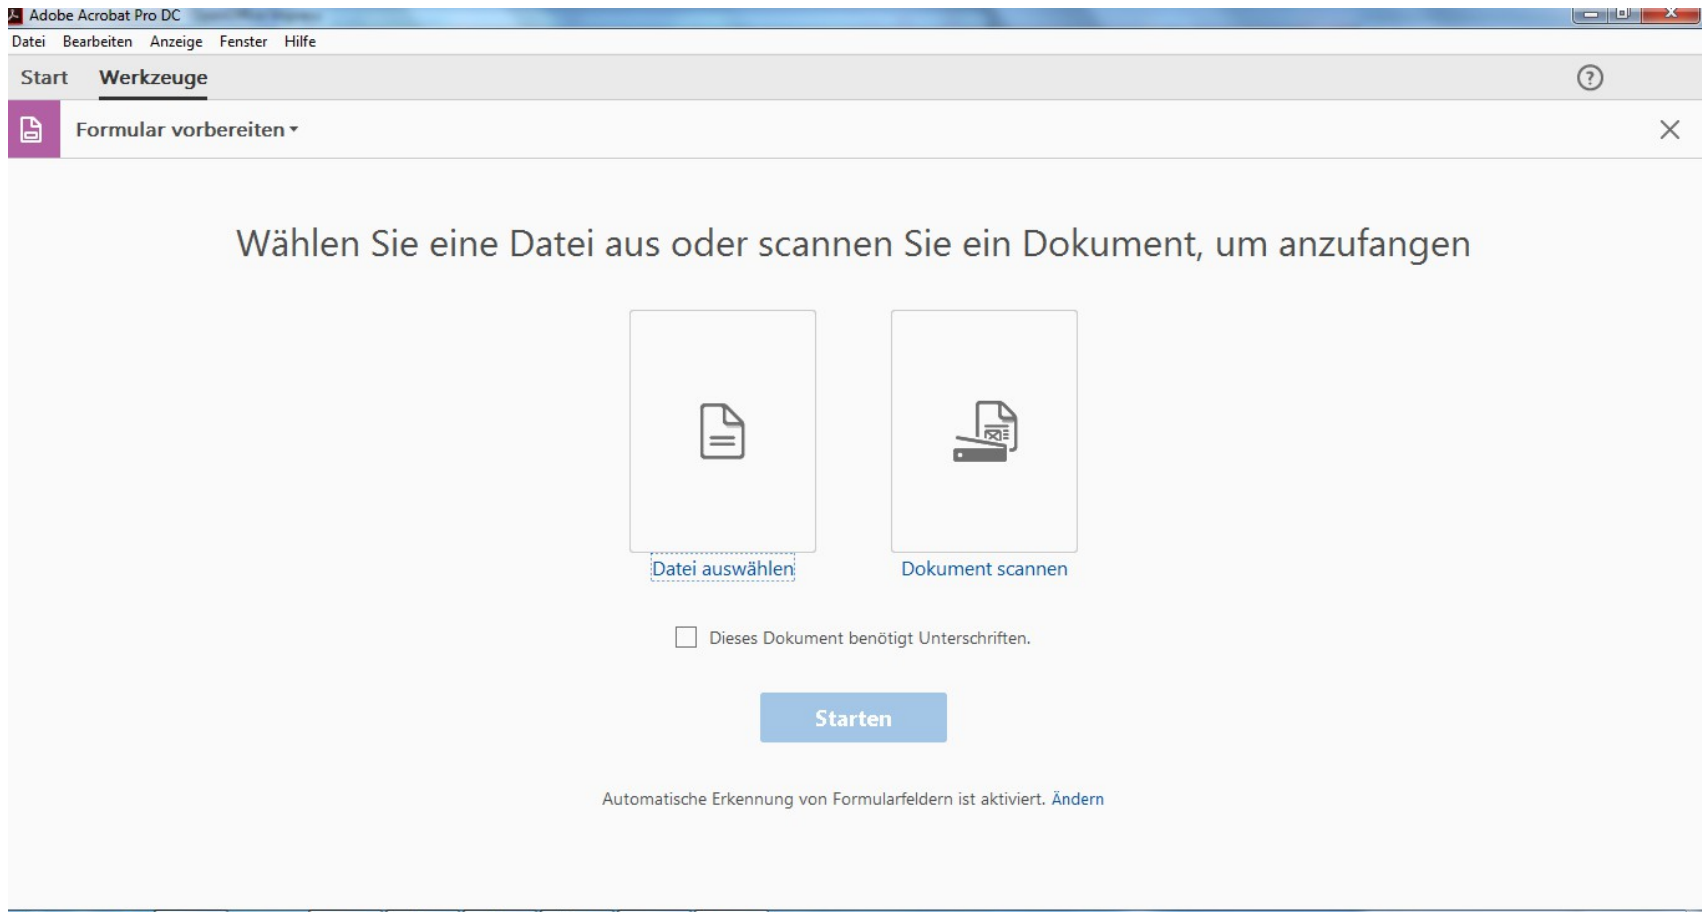 Adobe Acrobat Pro DC
Datei Bearbeiten Anzeige Fenster Hilfe
Start Werkzeuge
Formular vorbereiten
Wählen Sie eine Datei aus oder scannen Sie ein Dokument, um anzufangen
Datei auswählen Dokument scannen
Dieses Dokument benötigt Unterschriften.
Starten
Automatische Erkennung von Formularfeldern ist aktiviert. Ändern